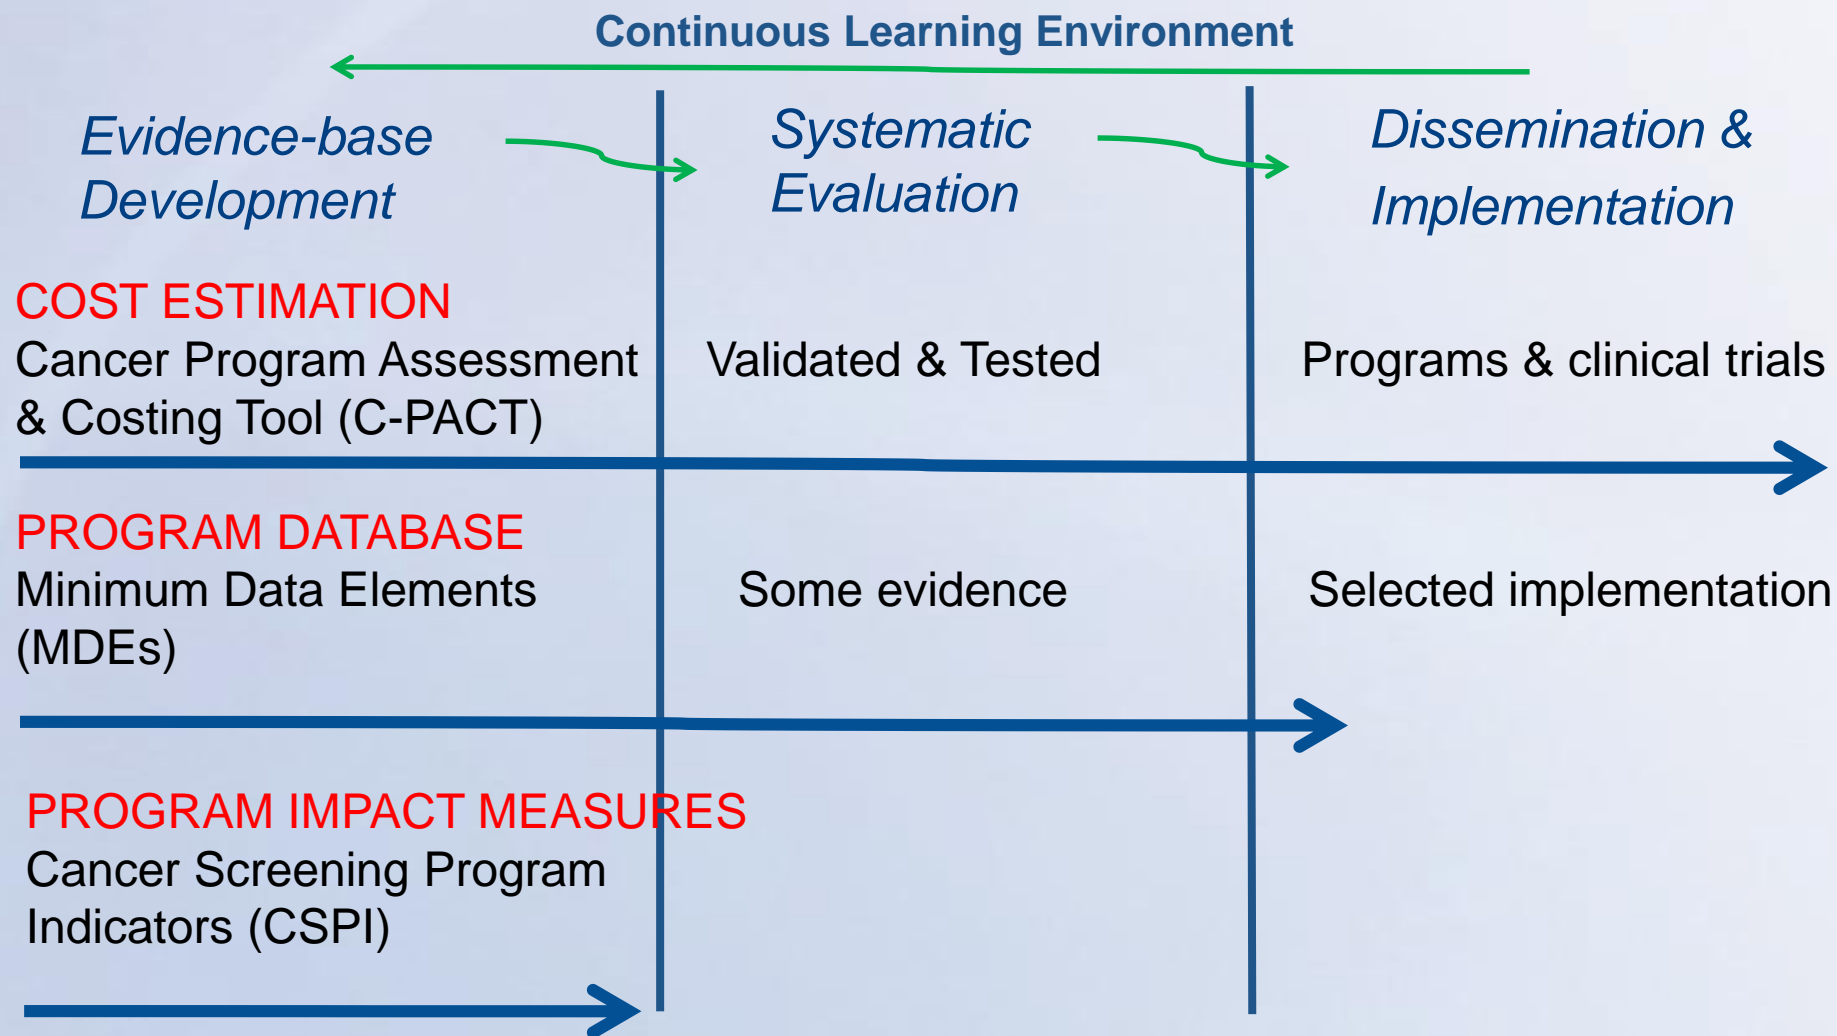 Continuous Learning Environment
Evidence-base
Development
Systematic
Evaluation
Dissemination &
Implementation
COST ESTIMATION
Cancer Program Assessment
& Costing Tool (C-PACT)
Validated & Tested
Programs & clinical trials
PROGRAM DATABASE
Minimum Data Elements
(MDEs)
Some evidence
Selected implementation
PROGRAM IMPACT MEASURES
Cancer Screening Program
Indicators (CSPI)